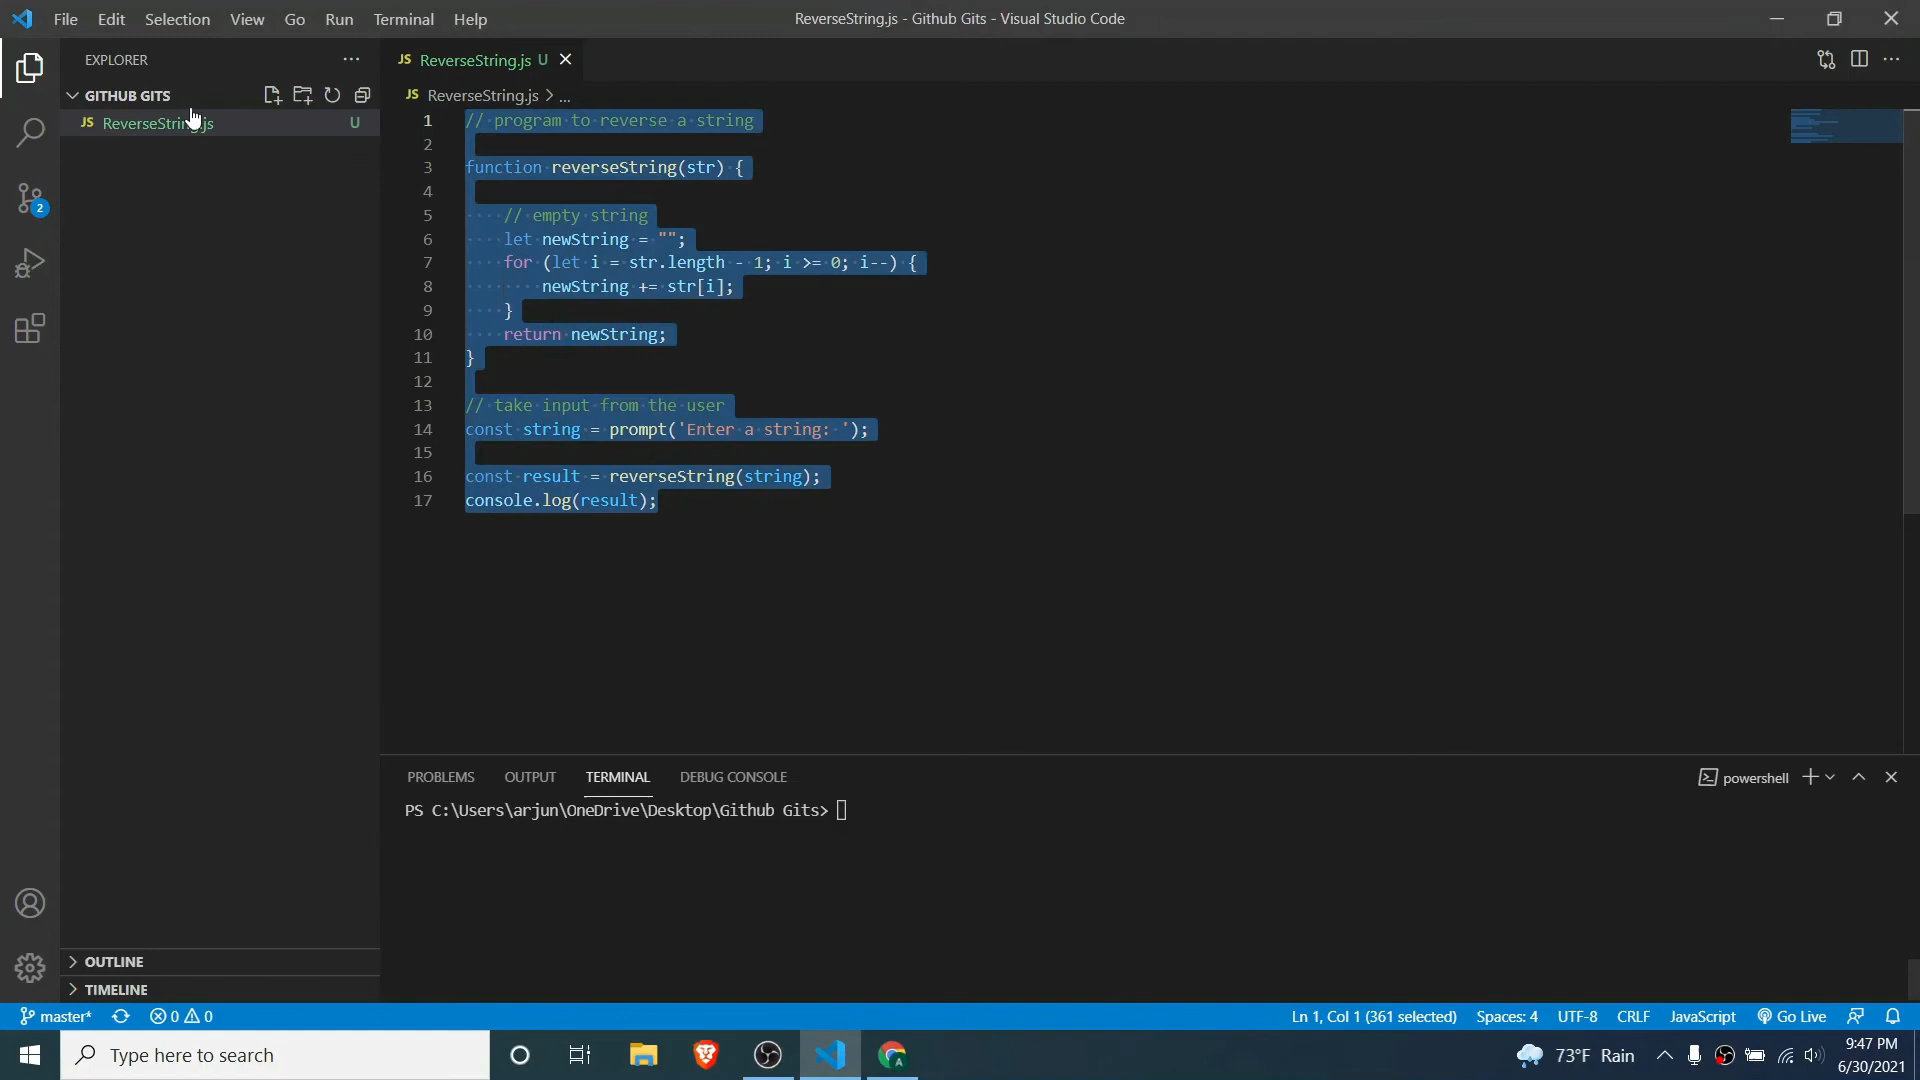 File Edit Selection View Go Run Terminal Help
ReverseString.js - Github Gits - Visual Studio Code
EXPLORER
GITHUB GITS
JS ReverseString.js U
JS ReverseString.js U
JS ReverseString.js > ...
1 // program to reverse a string
2
3 function reverseString(str) {
4
5 // empty string
6 let newString = "";
7 for (let i = str.length - 1; i >= 0; i--) {
8 newString += str[i];
9 }
10 return newString;
11 }
12
13 // take input from the user
14 const string = prompt('Enter a string: ');
15
16 const result = reverseString(string);
17 console.log(result);
2
PROBLEMS OUTPUT TERMINAL DEBUG CONSOLE
powershell
PS C:\Users\arjun\OneDrive\Desktop\Github Gits>
OUTLINE
TIMELINE
master* 0 0
Ln 1, Col 1 (361 selected) Spaces: 4 UTF-8 CRLF JavaScript Go Live
Type here to search
73°F Rain
9:47 PM
6/30/2021